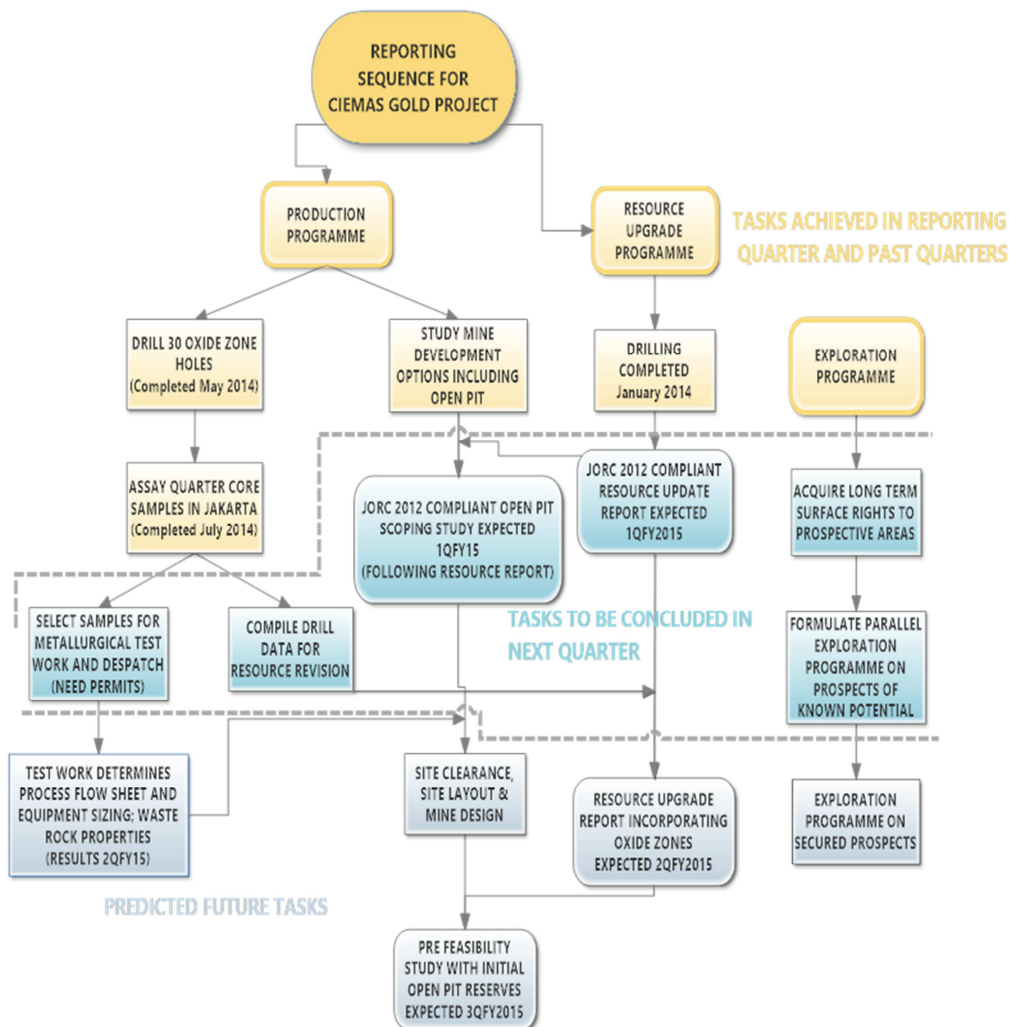 REPORTING
SEQUENCE FOR
CIEMAS GOLD PROJECT
PRODUCTION
PROGRAMME
RESOURCE
UPGRADE
PROGRAMME
TASKS ACHIEVED IN REPORTING
QUARTER AND PAST QUARTERS
DRILL 30 OXIDE ZONE
HOLES
(Completed May 2014)
STUDY MINE
DEVELOPMENT
OPTIONS INCLUDING
OPEN PIT
DRILLING
COMPLETED
January 2014
EXPLORATION
PROGRAMME
ASSAY QUARTER CORE
SAMPLES IN JAKARTA
(Completed July 2014)
JORC 2012 COMPLIANT OPEN PIT
SCOPING STUDY EXPECTED
1QFY15
(FOLLOWING RESOURCE REPORT)
JORC 2012 COMPLIANT
RESOURCE UPDATE
REPORT EXPECTED
1QFY2015
ACQUIRE LONG TERM
SURFACE RIGHTS TO
PROSPECTIVE AREAS
SELECT SAMPLES FOR
METALLURGICAL TEST
WORK AND DESPATCH
(NEED PERMITS)
COMPILE DRILL
DATA FOR
RESOURCE REVISION
TASKS TO BE CONCLUDED IN
NEXT QUARTER
FORMULATE PARALLEL
EXPLORATION
PROGRAMME ON
PROSPECTS OF
KNOWN POTENTIAL
TEST WORK DETERMINES
PROCESS FLOW SHEET AND
EQUIPMENT SIZING; WASTE
ROCK PROPERTIES
(RESULTS 2QFY15)
SITE CLEARANCE,
SITE LAYOUT &
MINE DESIGN
RESOURCE UPGRADE
REPORT INCORPORATING
OXIDE ZONES
EXPECTED 2QFY2015
EXPLORATION
PROGRAMME ON
SECURED PROSPECTS
PREDICTED FUTURE TASKS
PRE FEASIBILITY
STUDY WITH INITIAL
OPEN PIT RESERVES
EXPECTED 3QFY2015